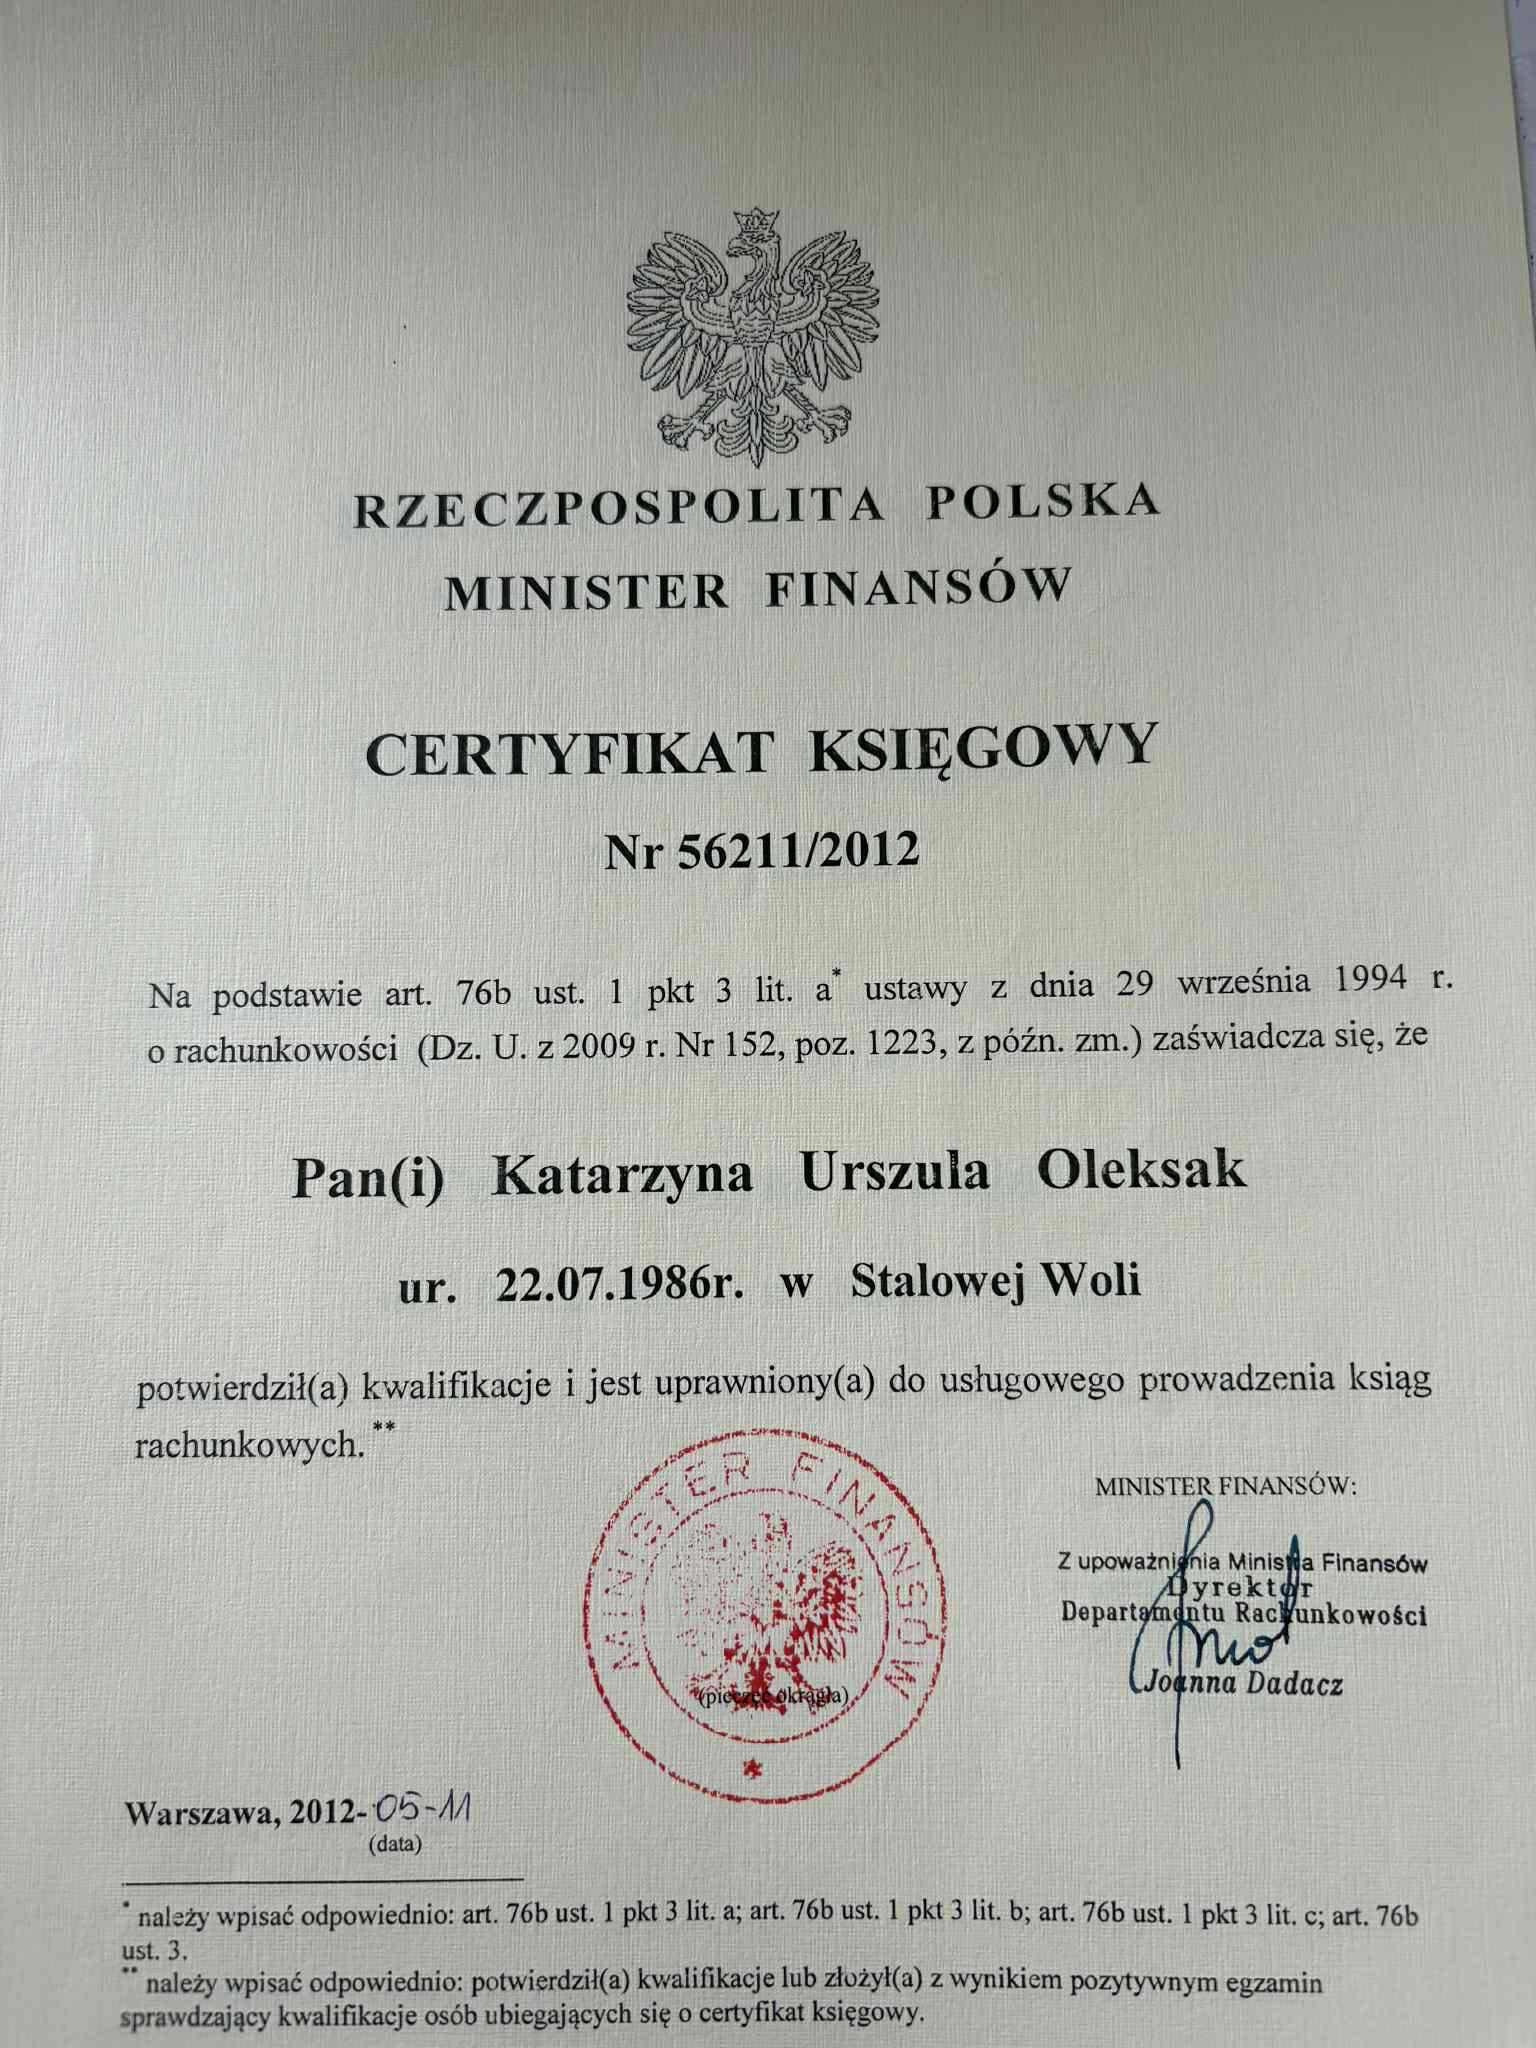 RZECZPOSPOLITA POLSKA
MINISTER FINANSÓW
CERTYFIKAT KSIĘGOWY
Nr 56211/2012
Na podstawie art. 76b ust. 1 pkt 3 lit. a* ustawy z dnia 29 września 1994 r.
o rachunkowości (Dz. U. z 2009 r. Nr 152, poz. 1223, z późn. zm.) zaświadcza się, że
Pan(i) Katarzyna Urszula Oleksak
ur. 22.07.1986r. w Stalowej Woli
potwierdził(a) kwalifikacje i jest uprawniony(a) do usługowego prowadzenia ksiąg
rachunkowych.**
MINISTER FINANSÓW
(pieczęć okrągła)
MINISTER FINANSÓW:
Z upoważnienia Ministra Finansów
Dyrektor
Departamentu Rachunkowości
Joanna Dadacz
Warszawa, 2012-05-11
(data)
* należy wpisać odpowiednio: art. 76b ust. 1 pkt 3 lit. a; art. 76b ust. 1 pkt 3 lit. b; art. 76b ust. 1 pkt 3 lit. c; art. 76b
ust. 3.
** należy wpisać odpowiednio: potwierdził(a) kwalifikacje lub złożył(a) z wynikiem pozytywnym egzamin
sprawdzający kwalifikacje osób ubiegających się o certyfikat księgowy.